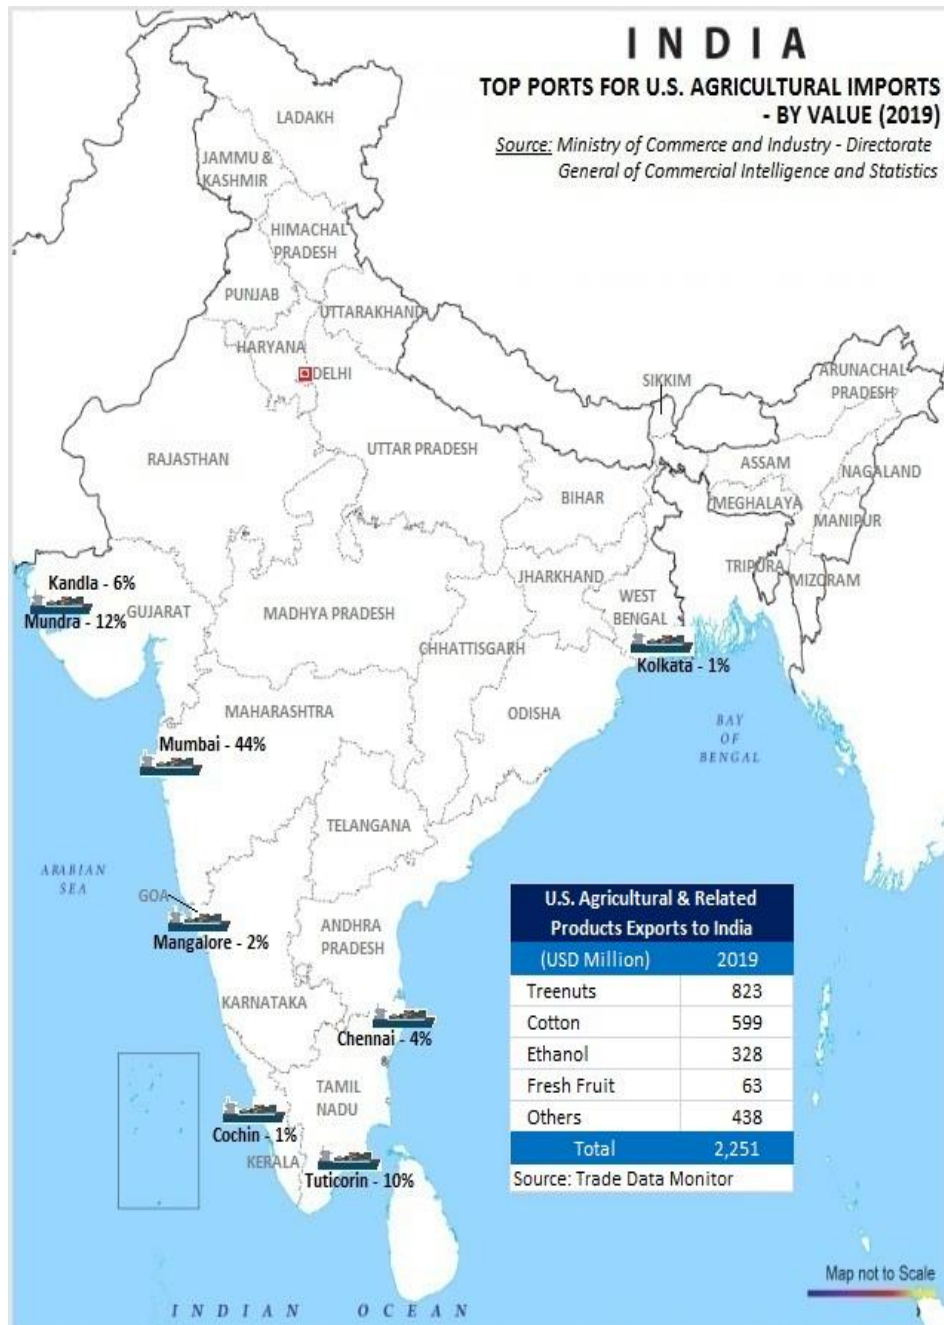 INDIA
TOP PORTS FOR U.S. AGRICULTURAL IMPORTS
- BY VALUE (2019)
Source: Ministry of Commerce and Industry - Directorate
General of Commercial Intelligence and Statistics
LADAKH
JAMMU &
KASHMIR
HIMACHAL
PRADESH
PUNJAB
UTTARAKHAND
HARYANA
DELHI
SIKKIM
ARUNACHAL
PRADESH
RAJASTHAN
UTTAR PRADESH
ASSAM
NAGALAND
BIHAR
MEGHALAYA
MANIPUR
TRIPURA
MIZORAM
JHARKHAND
WEST
BENGAL
Kandla - 6%
Mundra - 12%
GUJARAT
MADHYA PRADESH
CHHATTISGARH
Kolkata - 1%
MAHARASHTRA
ODISHA
BAY
OF
BENGAL
Mumbai - 44%
TELANGANA
ARABIAN
SEA
GOA
Mangalore - 2%
ANDHRA
PRADESH
KARNATAKA
Chennai - 4%
TAMIL
NADU
Cochin - 1%
KERALA
Tuticorin - 10%
U.S. Agricultural & Related
Products Exports to India
(USD Million) 2019
Treenuts 823
Cotton 599
Ethanol 328
Fresh Fruit 63
Others 438
Total 2,251
Source: Trade Data Monitor
Map not to Scale
INDIAN OCEAN